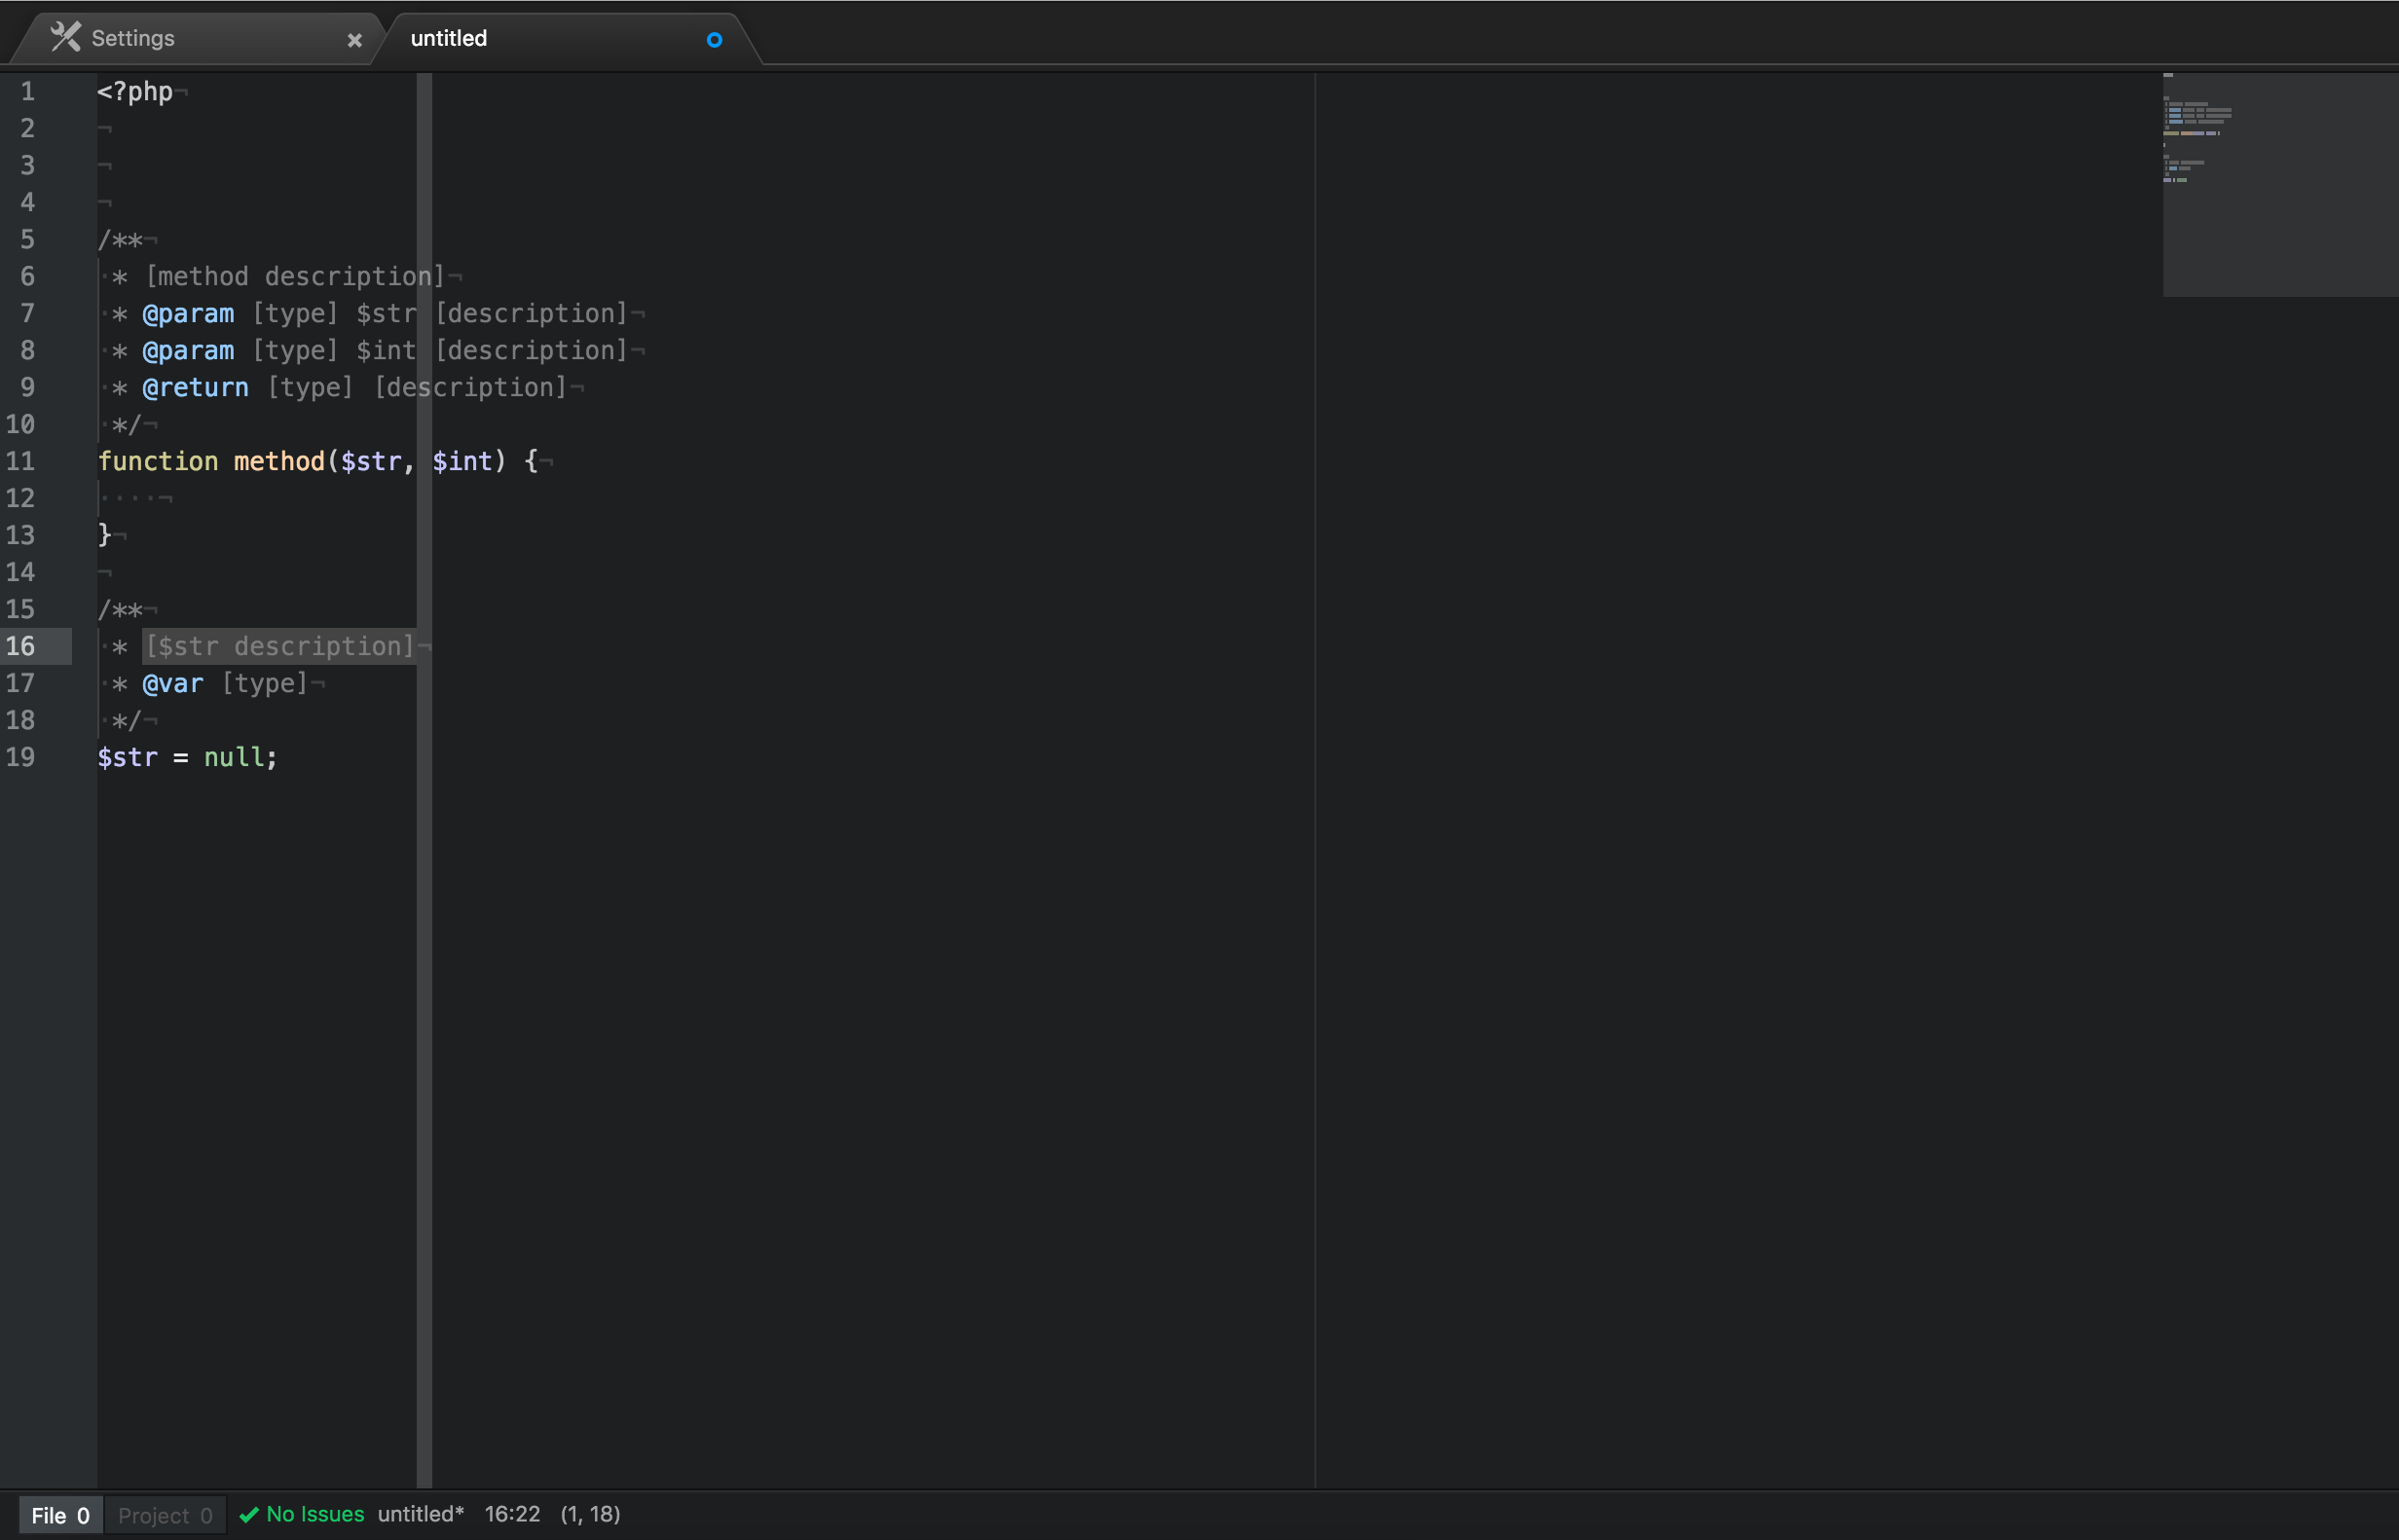 Settings
untitled
1 <?php¬
2 ¬
3 ¬
4 ¬
5 /**¬
6 ·* [method description]¬
7 ·* @param [type] $str [description]¬
8 ·* @param [type] $int [description]¬
9 ·* @return [type] [description]¬
10 ·*/¬
11 function method($str, $int) {¬
12 ····¬
13 }¬
14 ¬
15 /**¬
16 ·* [$str description]¬
17 ·* @var [type]¬
18 ·*/¬
19 $str = null;
File 0 Project 0 No Issues untitled* 16:22 (1, 18)